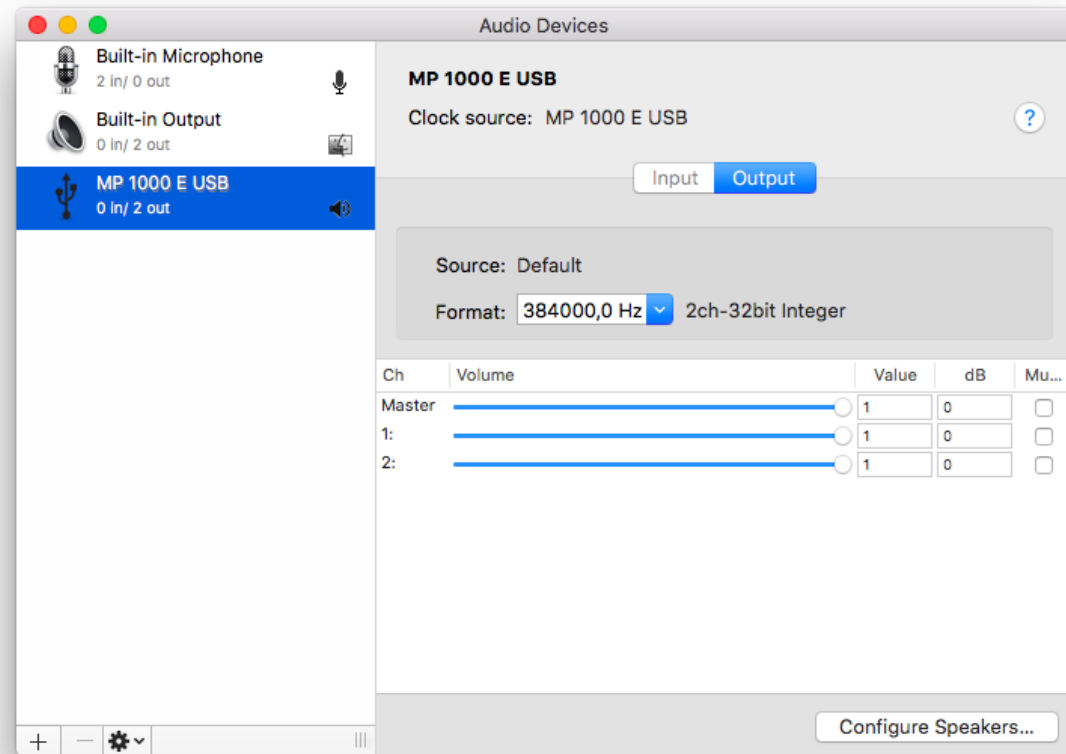 Audio Devices
Built-in Microphone
2 in/ 0 out
Built-in Output
0 in/ 2 out
MP 1000 E USB
0 in/ 2 out
MP 1000 E USB
Clock source: MP 1000 E USB
?
Input Output
Source: Default
Format: 384000,0 Hz 2ch-32bit Integer
Ch Volume Value dB Mu...
Master 1 0
1: 1 0
2: 1 0
Configure Speakers...